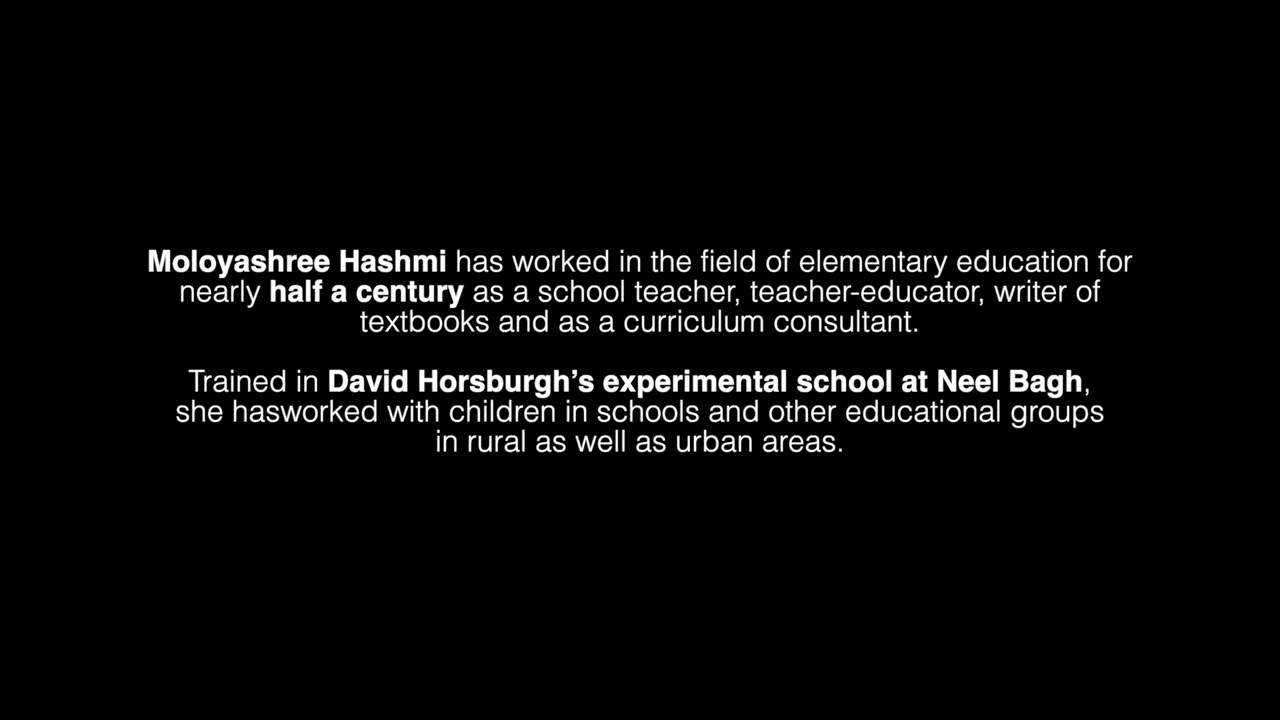 Moloyashree Hashmi has worked in the field of elementary education for
nearly half a century as a school teacher, teacher-educator, writer of
textbooks and as a curriculum consultant.
Trained in David Horsburgh’s experimental school at Neel Bagh,
she hasworked with children in schools and other educational groups
in rural as well as urban areas.